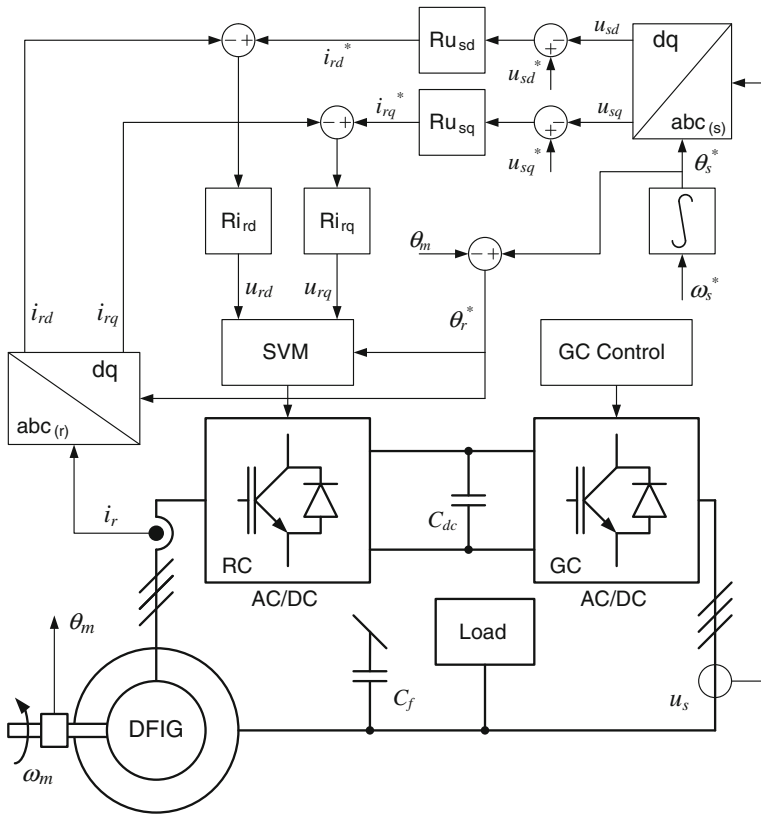 Ru_sd
u_sd
dq
i_rd*
u_sd*
i_rq*
Ru_sq
u_sq
abc(s)
u_sq*
θ_s*
Ri_rd
Ri_rq
θ_m
ω_s*
u_rd
u_rq
i_rd
i_rq
θ_r*
SVM
GC Control
dq
abc(r)
C_dc
i_r
RC
GC
AC/DC
AC/DC
θ_m
Load
C_f
u_s
DFIG
ω_m